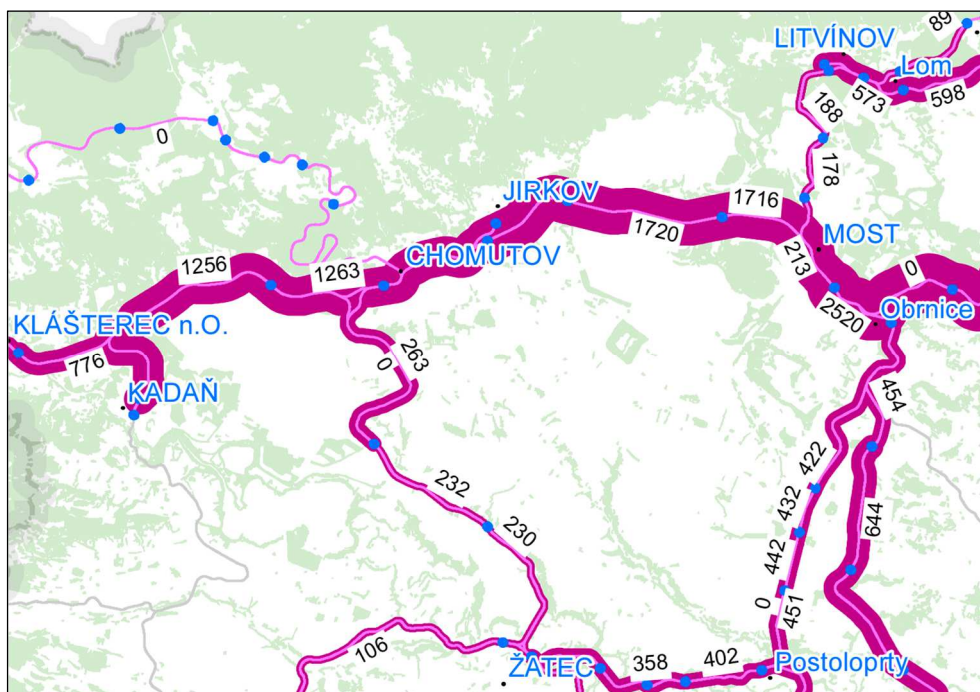 89
LITVÍNOV
Lom
573
598
188
178
0
JIRKOV
1716
1720
MOST
CHOMUTOV
1256
1263
213
0
2520
Obrnice
KLÁŠTEREC n.O.
776
263
0
KADAŇ
454
422
232
432
644
230
442
0
451
106
ŽATEC
358
402
Postoloprty